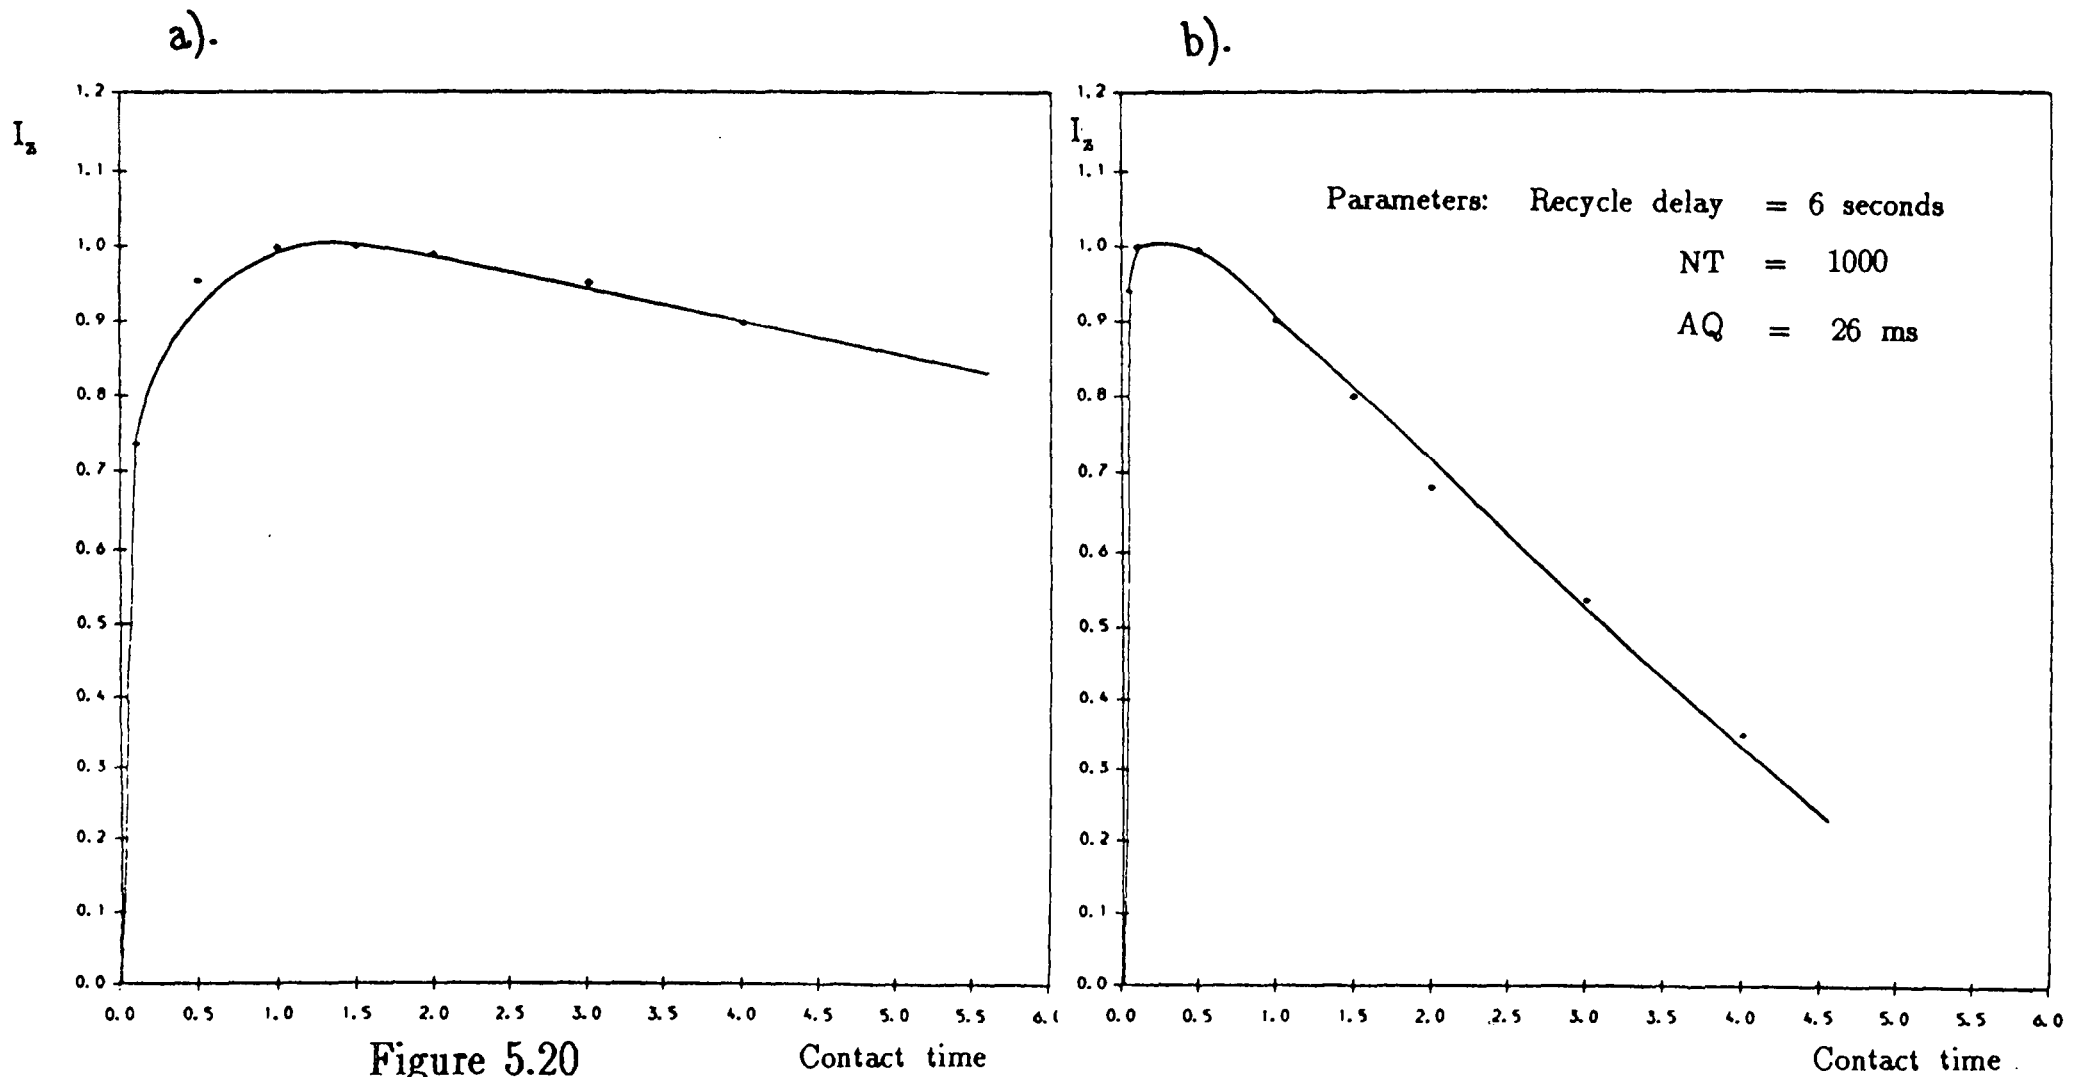 a).
1.2
I_z
1.1
1.0
0.9
0.8
0.7
0.6
0.5
0.4
0.3
0.2
0.1
0.0
0.0 0.5 1.0 1.5 2.0 2.5 3.0 3.5 4.0 4.5 5.0 5.5 6.(
Figure 5.20
Contact time
b).
1.2
I_z
1.1
1.0
0.9
0.8
0.7
0.6
0.5
0.4
0.3
0.2
0.1
0.0
Parameters: Recycle delay = 6 seconds
NT = 1000
AQ = 26 ms
0.0 0.5 1.0 1.5 2.0 2.5 3.0 3.5 4.0 4.5 5.0 5.5 6.0
Contact time